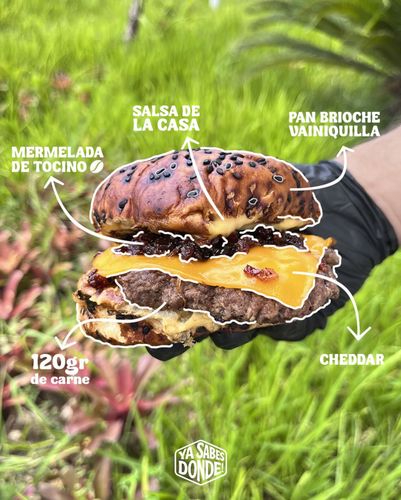 SALSA DE
LA CASA
PAN BRIOCHE
VAINIQUILLA
MERMELADA
DE TOCINO
120gr
de carne
CHEDDAR
YA SABES
DONDE!